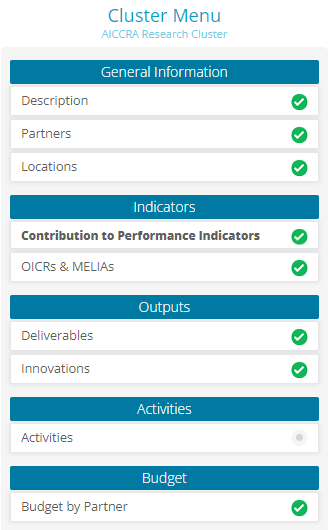 Cluster Menu
AICCRA Research Cluster
General Information
Description
Partners
Locations
Indicators
Contribution to Performance Indicators
OICRs & MELIAs
Outputs
Deliverables
Innovations
Activities
Activities
Budget
Budget by Partner